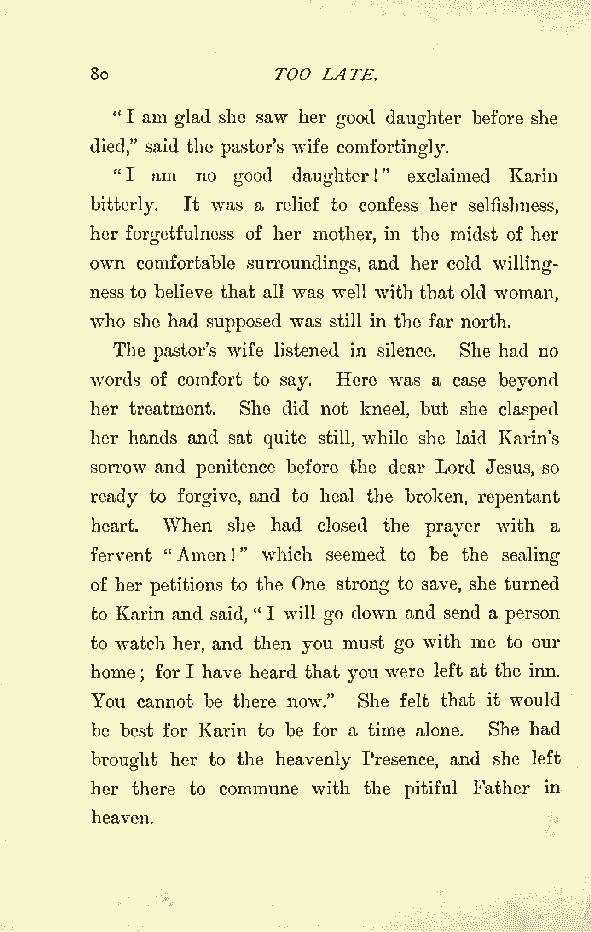 80 TOO LATE.
“I am glad she saw her good daughter before she
died,” said the pastor’s wife comfortingly.
“I am no good daughter!” exclaimed Karin
bitterly. It was a relief to confess her selfishness,
her forgetfulness of her mother, in the midst of her
own comfortable surroundings, and her cold willing-
ness to believe that all was well with that old woman,
who she had supposed was still in the far north.
The pastor’s wife listened in silence. She had no
words of comfort to say. Here was a case beyond
her treatment. She did not kneel, but she clasped
her hands and sat quite still, while she laid Karin’s
sorrow and penitence before the dear Lord Jesus, so
ready to forgive, and to heal the broken, repentant
heart. When she had closed the prayer with a
fervent “Amen!” which seemed to be the sealing
of her petitions to the One strong to save, she turned
to Karin and said, “I will go down and send a person
to watch her, and then you must go with me to our
home; for I have heard that you were left at the inn.
You cannot be there now.” She felt that it would
be best for Karin to be for a time alone. She had
brought her to the heavenly Presence, and she left
her there to commune with the pitiful Father in
heaven.